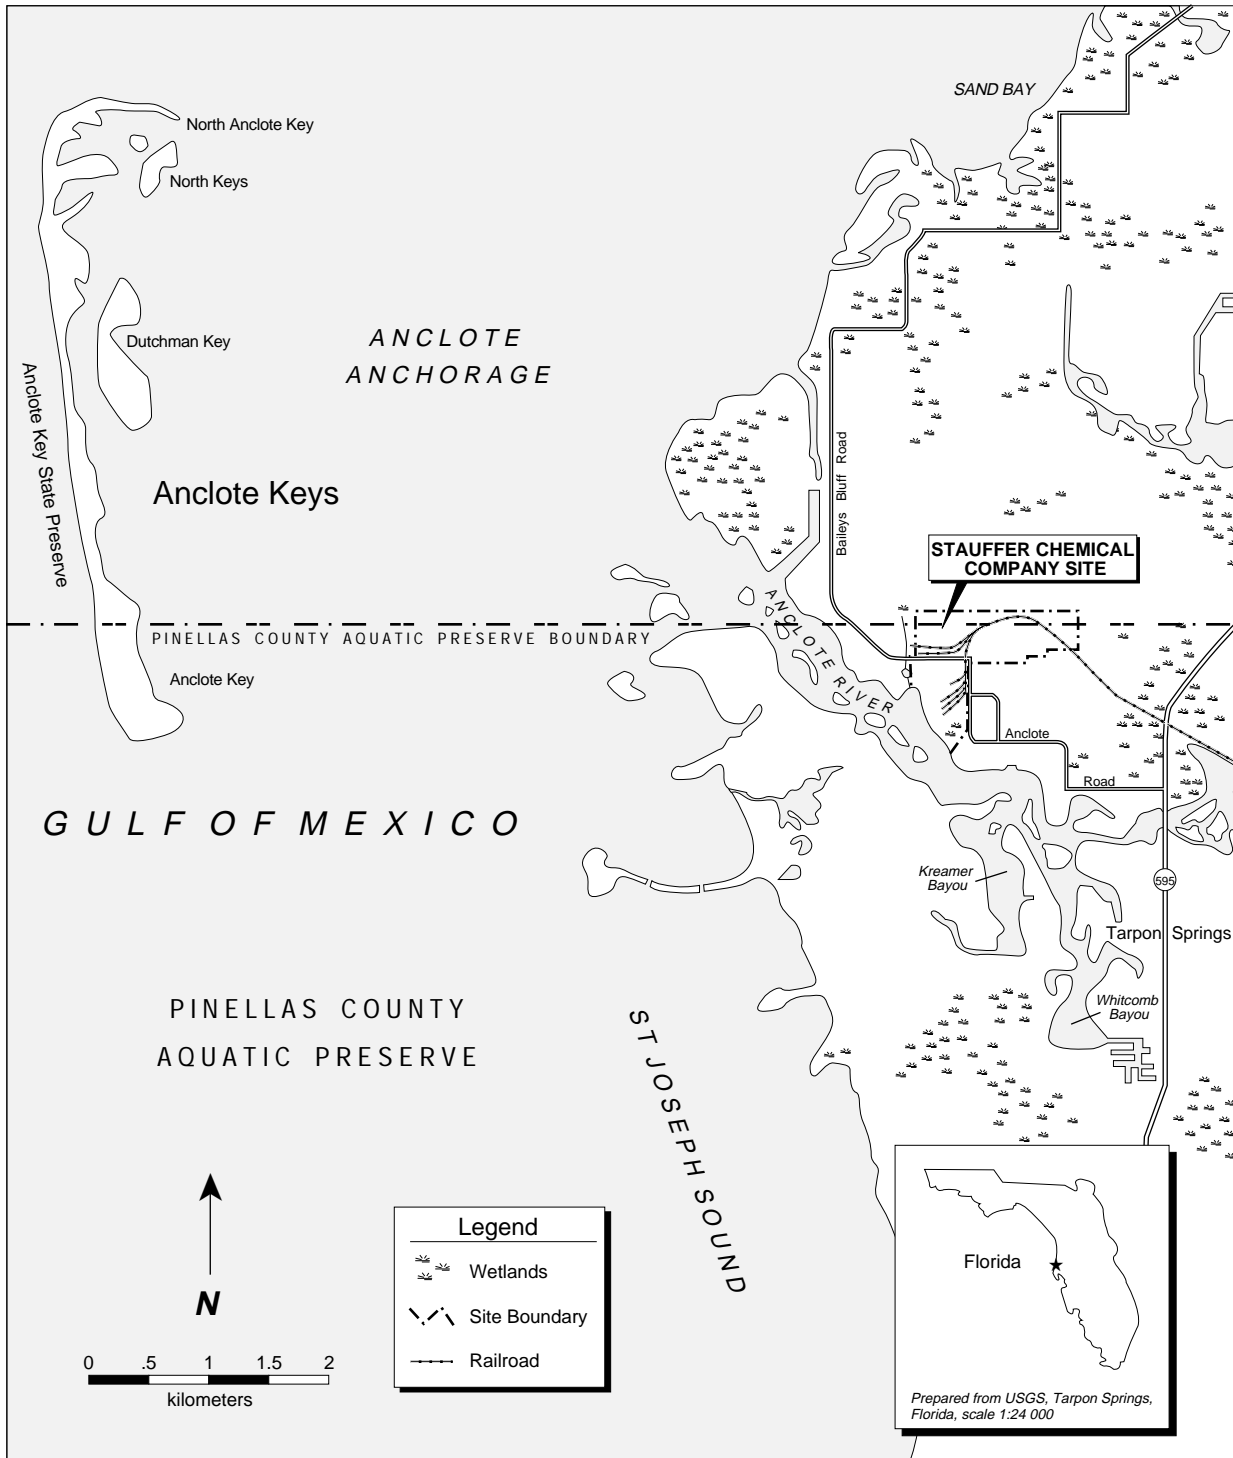 SAND BAY
North Anclote Key
North Keys
Dutchman Key
ANCLOTE
ANCHORAGE
Anclote Key State Preserve
Anclote Keys
Baileys Bluff Road
STAUFFER CHEMICAL
COMPANY SITE
ANCLOTE RIVER
PINELLAS COUNTY AQUATIC PRESERVE BOUNDARY
Anclote Key
Anclote
Road
GULF OF MEXICO
Kreamer
Bayou
595
Tarpon Springs
Whitcomb
Bayou
PINELLAS COUNTY
AQUATIC PRESERVE
ST JOSEPH SOUND
N
0 .5 1 1.5 2
kilometers
Legend
Wetlands
Site Boundary
Railroad
Florida
Prepared from USGS, Tarpon Springs,
Florida, scale 1:24 000